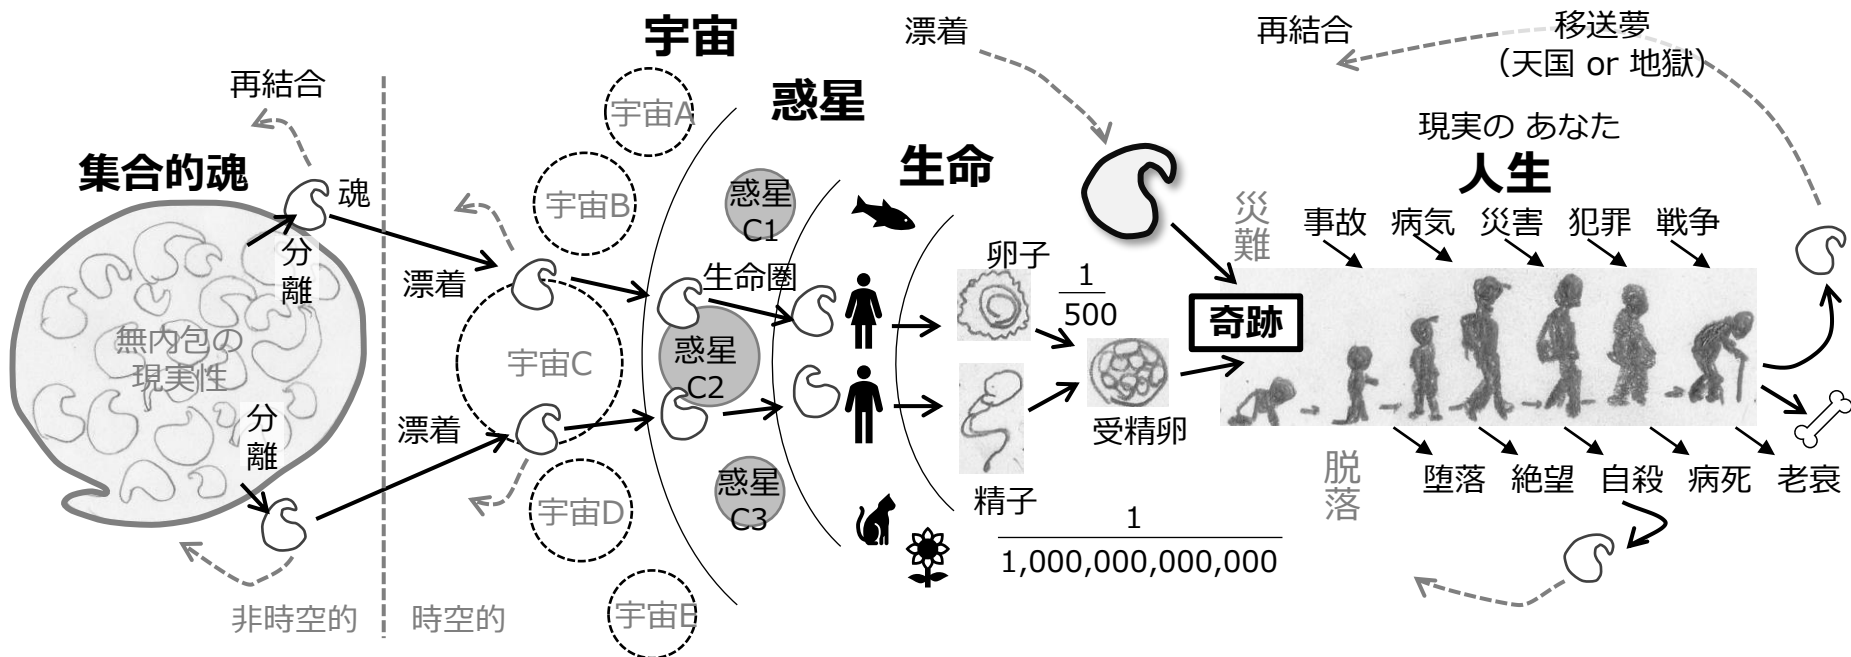 宇宙
漂着
再結合
移送夢
（天国 or 地獄）
再結合
惑星
宇宙A
現実の あなた
集合的魂
魂
生命
人生
宇宙B
惑星
C1
災難
事故
病気
災害
犯罪
戦争
分離
漂着
生命圏
卵子
1
500
奇跡
無内包の
現実性
宇宙C
惑星
C2
分離
漂着
受精卵
脱落
堕落
絶望
自殺
病死
老衰
惑星
C3
精子
宇宙D
1
1,000,000,000,000
非時空的
時空的
宇宙E